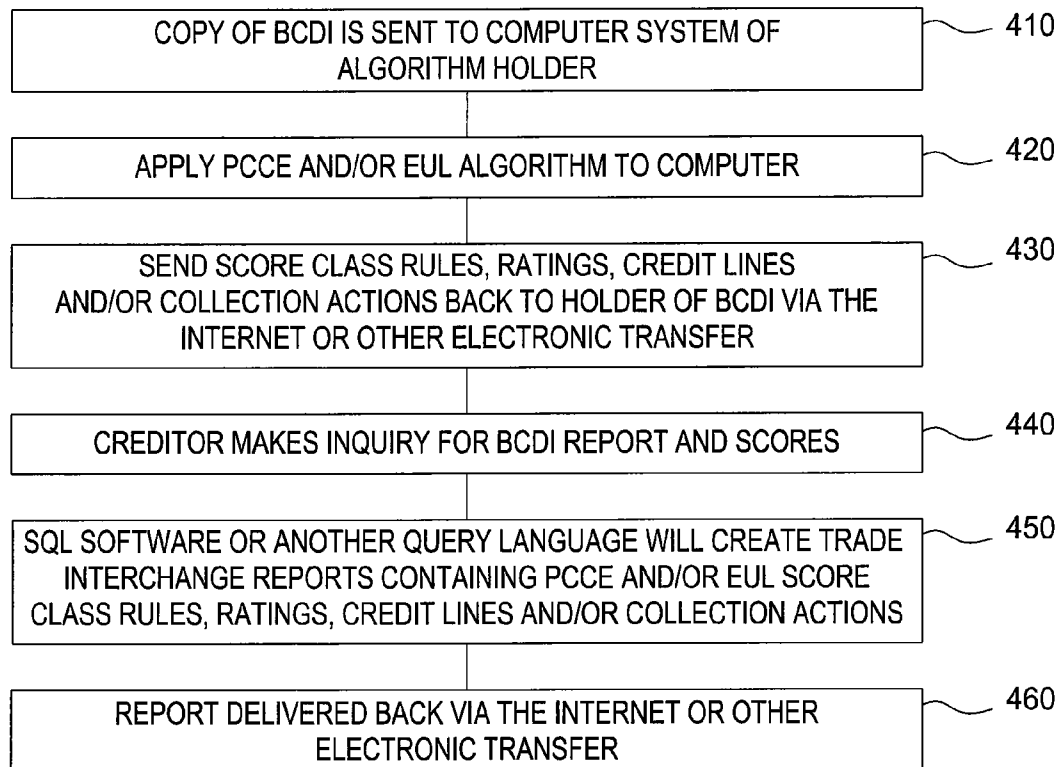 COPY OF BCDI IS SENT TO COMPUTER SYSTEM OF
ALGORITHM HOLDER
410
APPLY PCCE AND/OR EUL ALGORITHM TO COMPUTER
420
SEND SCORE CLASS RULES, RATINGS, CREDIT LINES
AND/OR COLLECTION ACTIONS BACK TO HOLDER OF BCDI VIA THE
INTERNET OR OTHER ELECTRONIC TRANSFER
430
CREDITOR MAKES INQUIRY FOR BCDI REPORT AND SCORES
440
SQL SOFTWARE OR ANOTHER QUERY LANGUAGE WILL CREATE TRADE
INTERCHANGE REPORTS CONTAINING PCCE AND/OR EUL SCORE
CLASS RULES, RATINGS, CREDIT LINES AND/OR COLLECTION ACTIONS
450
REPORT DELIVERED BACK VIA THE INTERNET OR OTHER
ELECTRONIC TRANSFER
460